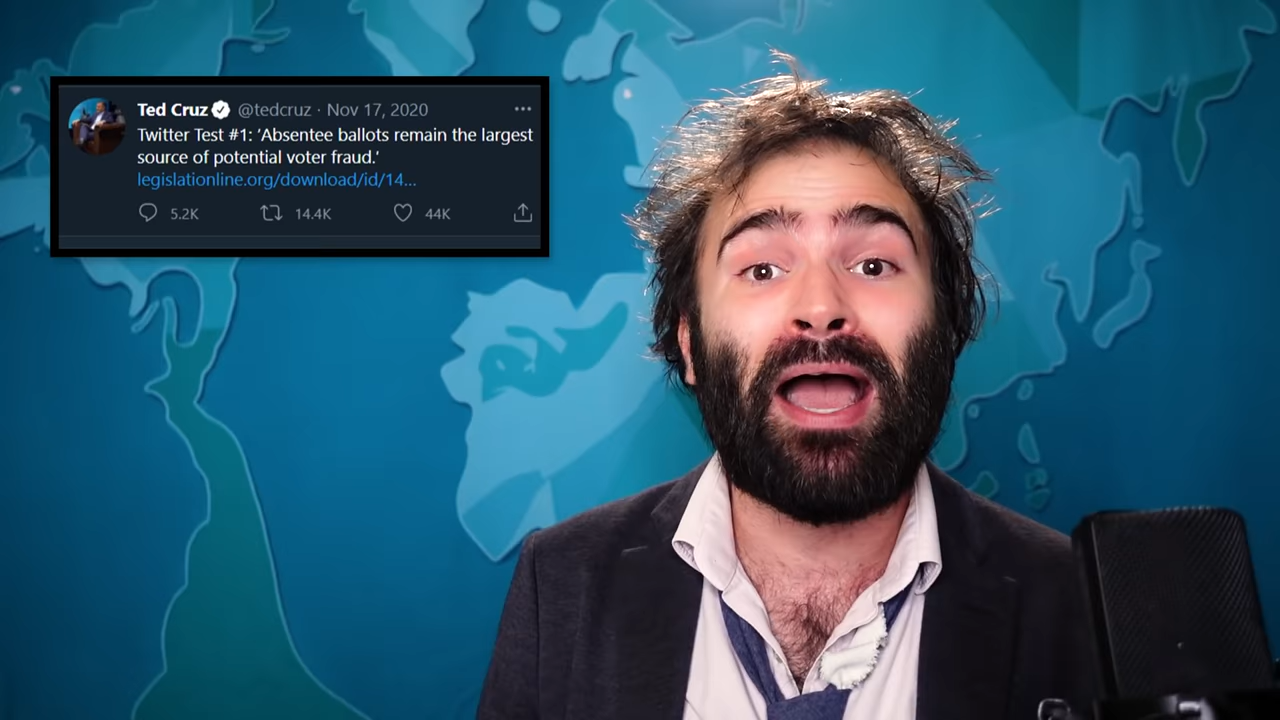 Ted Cruz @tedcruz · Nov 17, 2020
Twitter Test #1: ‘Absentee ballots remain the largest
source of potential voter fraud.’
legislationline.org/download/id/14...
5.2K 14.4K 44K